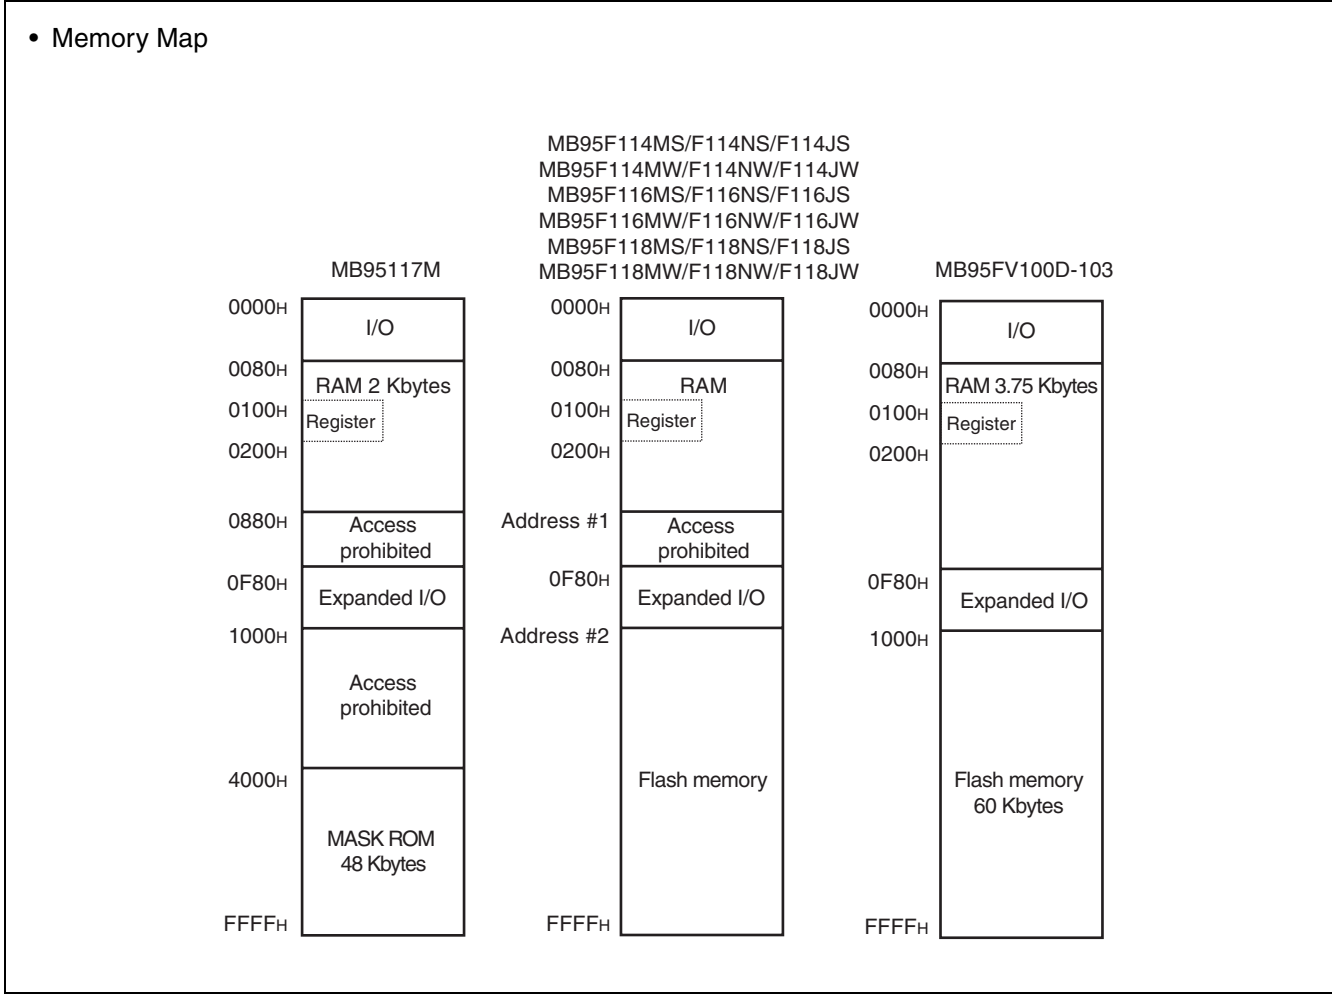 • Memory Map
MB95F114MS/F114NS/F114JS
MB95F114MW/F114NW/F114JW
MB95F116MS/F116NS/F116JS
MB95F116MW/F116NW/F116JW
MB95F118MS/F118NS/F118JS
MB95F118MW/F118NW/F118JW
MB95117M
MB95FV100D-103
0000H
I/O
0080H
RAM 2 Kbytes
0100H
Register
0200H
0880H
Access
prohibited
0F80H
Expanded I/O
1000H
Access
prohibited
4000H
MASK ROM
48 Kbytes
FFFFH
0000H
I/O
0080H
RAM
0100H
Register
0200H
Address #1
Access
prohibited
0F80H
Expanded I/O
Address #2
Flash memory
FFFFH
0000H
I/O
0080H
RAM 3.75 Kbytes
0100H
Register
0200H
0F80H
Expanded I/O
1000H
Flash memory
60 Kbytes
FFFFH